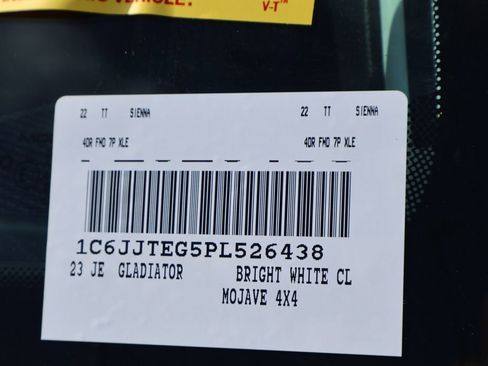 V-T™
22 TT SIENNA 22 TT SIENNA
4DR FWD 7P XLE 4DR FWD 7P XLE
1C6JJTEG5PL526438
23 JE GLADIATOR BRIGHT WHITE CL
MOJAVE 4X4